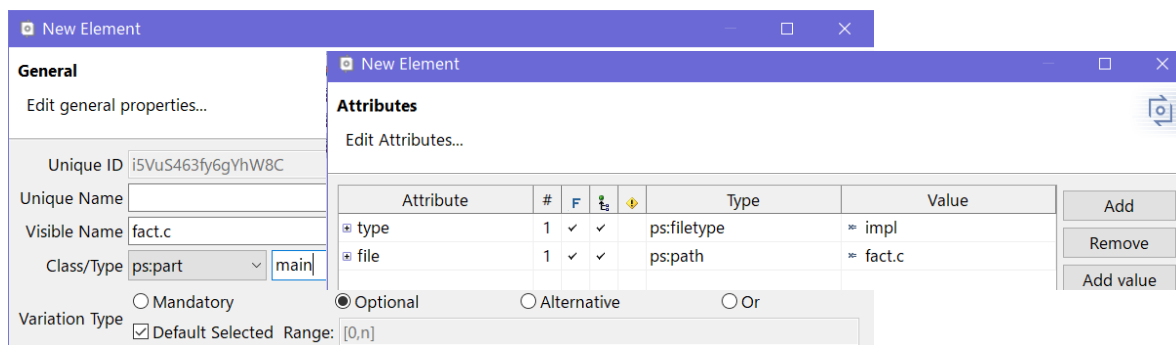 New Element
General
Edit general properties...
Unique ID i5VuS463fy6gYhW8C
Unique Name
Visible Name fact.c
Class/Type ps:part main
Variation Type
Mandatory Optional Alternative Or
Default Selected Range: [0,n]
New Element
Attributes
Edit Attributes...
Attribute # F Type Value
type 1 ps:filetype impl
file 1 ps:path fact.c
Add
Remove
Add value